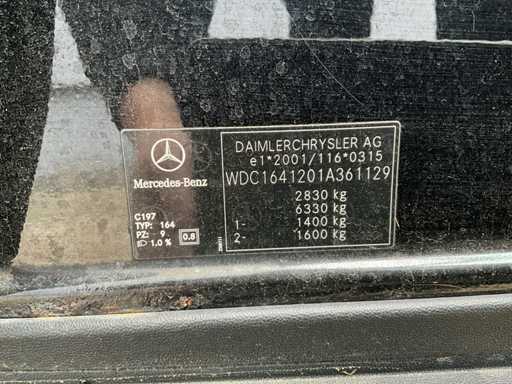 Mercedes-Benz
C197
TYP: 164
PZ: 9
1.0 %
0.8
DAIMLERCHRYSLER AG
e1*2001/116*0315
WDC1641201A361129
2830 kg
6330 kg
1- 1400 kg
2- 1600 kg